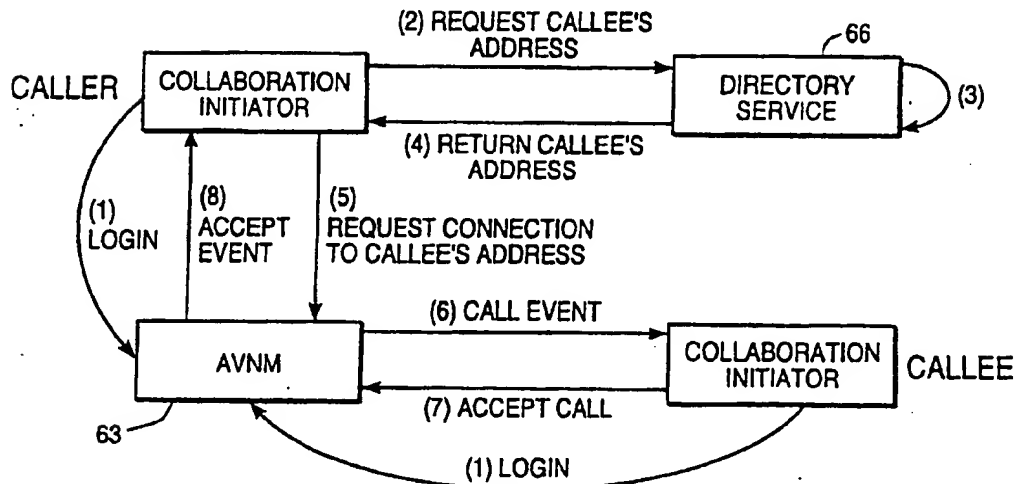 (2) REQUEST CALLEE'S
ADDRESS
66
CALLER
COLLABORATION
INITIATOR
DIRECTORY
SERVICE
(3)
(4) RETURN CALLEE'S
ADDRESS
(1)
LOGIN
(8)
ACCEPT
EVENT
(5)
REQUEST CONNECTION
TO CALLEE'S ADDRESS
(6) CALL EVENT
AVNM
COLLABORATION
INITIATOR
CALLEE
(7) ACCEPT CALL
63
(1) LOGIN